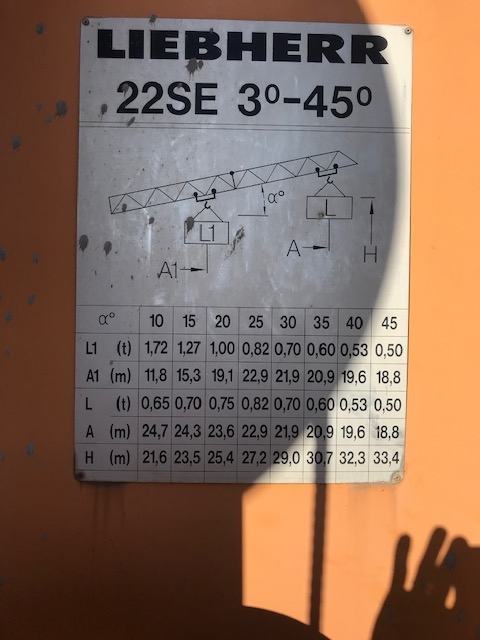 LIEBHERR
22SE 3º-45º
α°
L1
L
A
H
A1
α° 10 15 20 25 30 35 40 45
L1 (t) 1,72 1,27 1,00 0,82 0,70 0,60 0,53 0,50
A1 (m) 11,8 15,3 19,1 22,9 21,9 20,9 19,6 18,8
L (t) 0,65 0,70 0,75 0,82 0,70 0,60 0,53 0,50
A (m) 24,7 24,3 23,6 22,9 21,9 20,9 19,6 18,8
H (m) 21,6 23,5 25,4 27,2 29,0 30,7 32,3 33,4